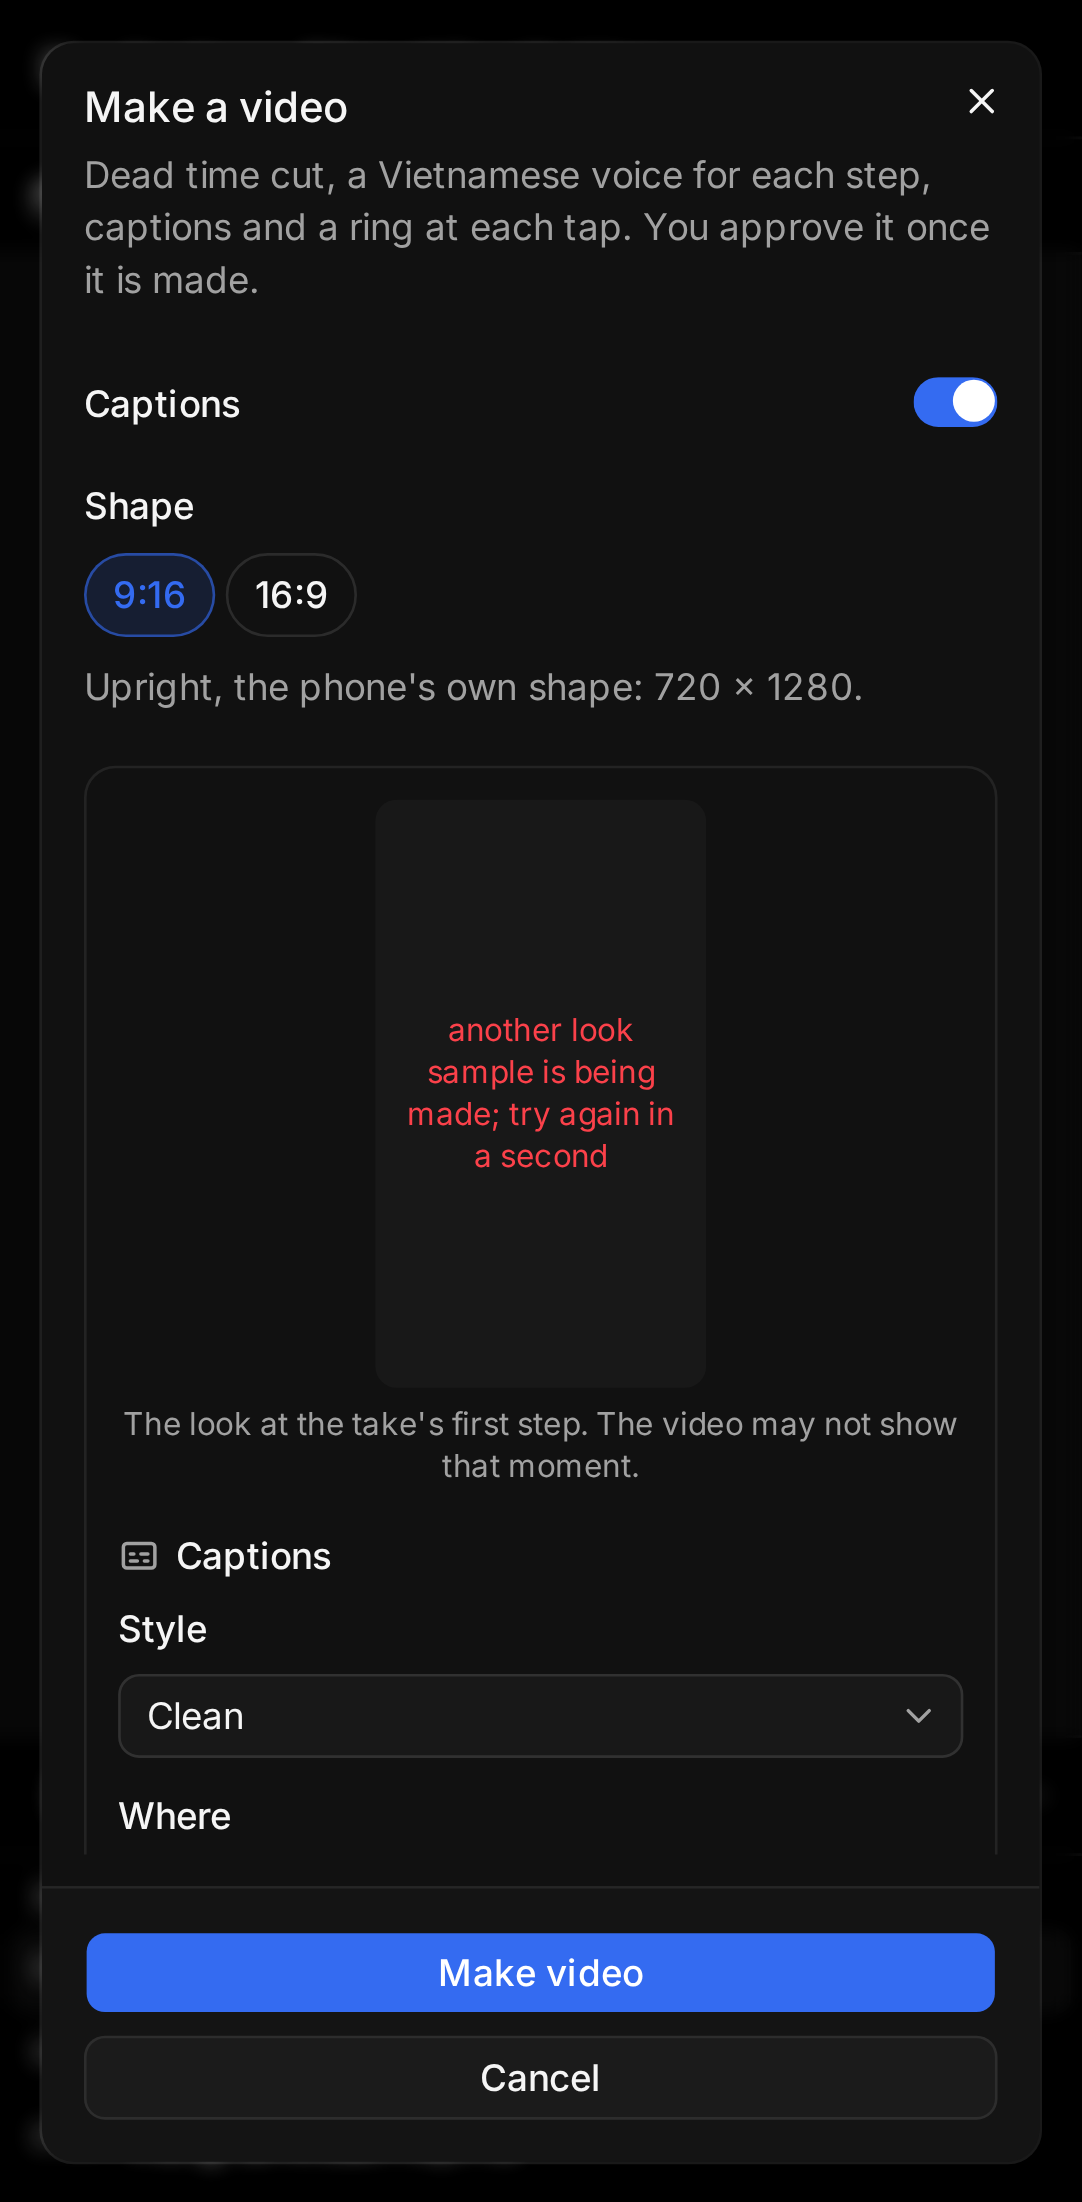 Make a video
Dead time cut, a Vietnamese voice for each step,
captions and a ring at each tap. You approve it once
it is made.
Captions
Shape
9:16
16:9
Upright, the phone's own shape: 720 × 1280.
another look
sample is being
made; try again in
a second
The look at the take's first step. The video may not show
that moment.
Captions
Style
Clean
Where
Make video
Cancel